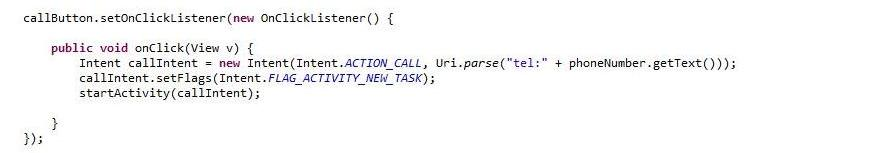 callButton.setOnClickListener(new OnClickListener() {
public void onClick(View v) {
Intent callIntent = new Intent(Intent.ACTION_CALL, Uri.parse("tel:" + phoneNumber.getText()));
callIntent.setFlags(Intent.FLAG_ACTIVITY_NEW_TASK);
startActivity(callIntent);
}
});